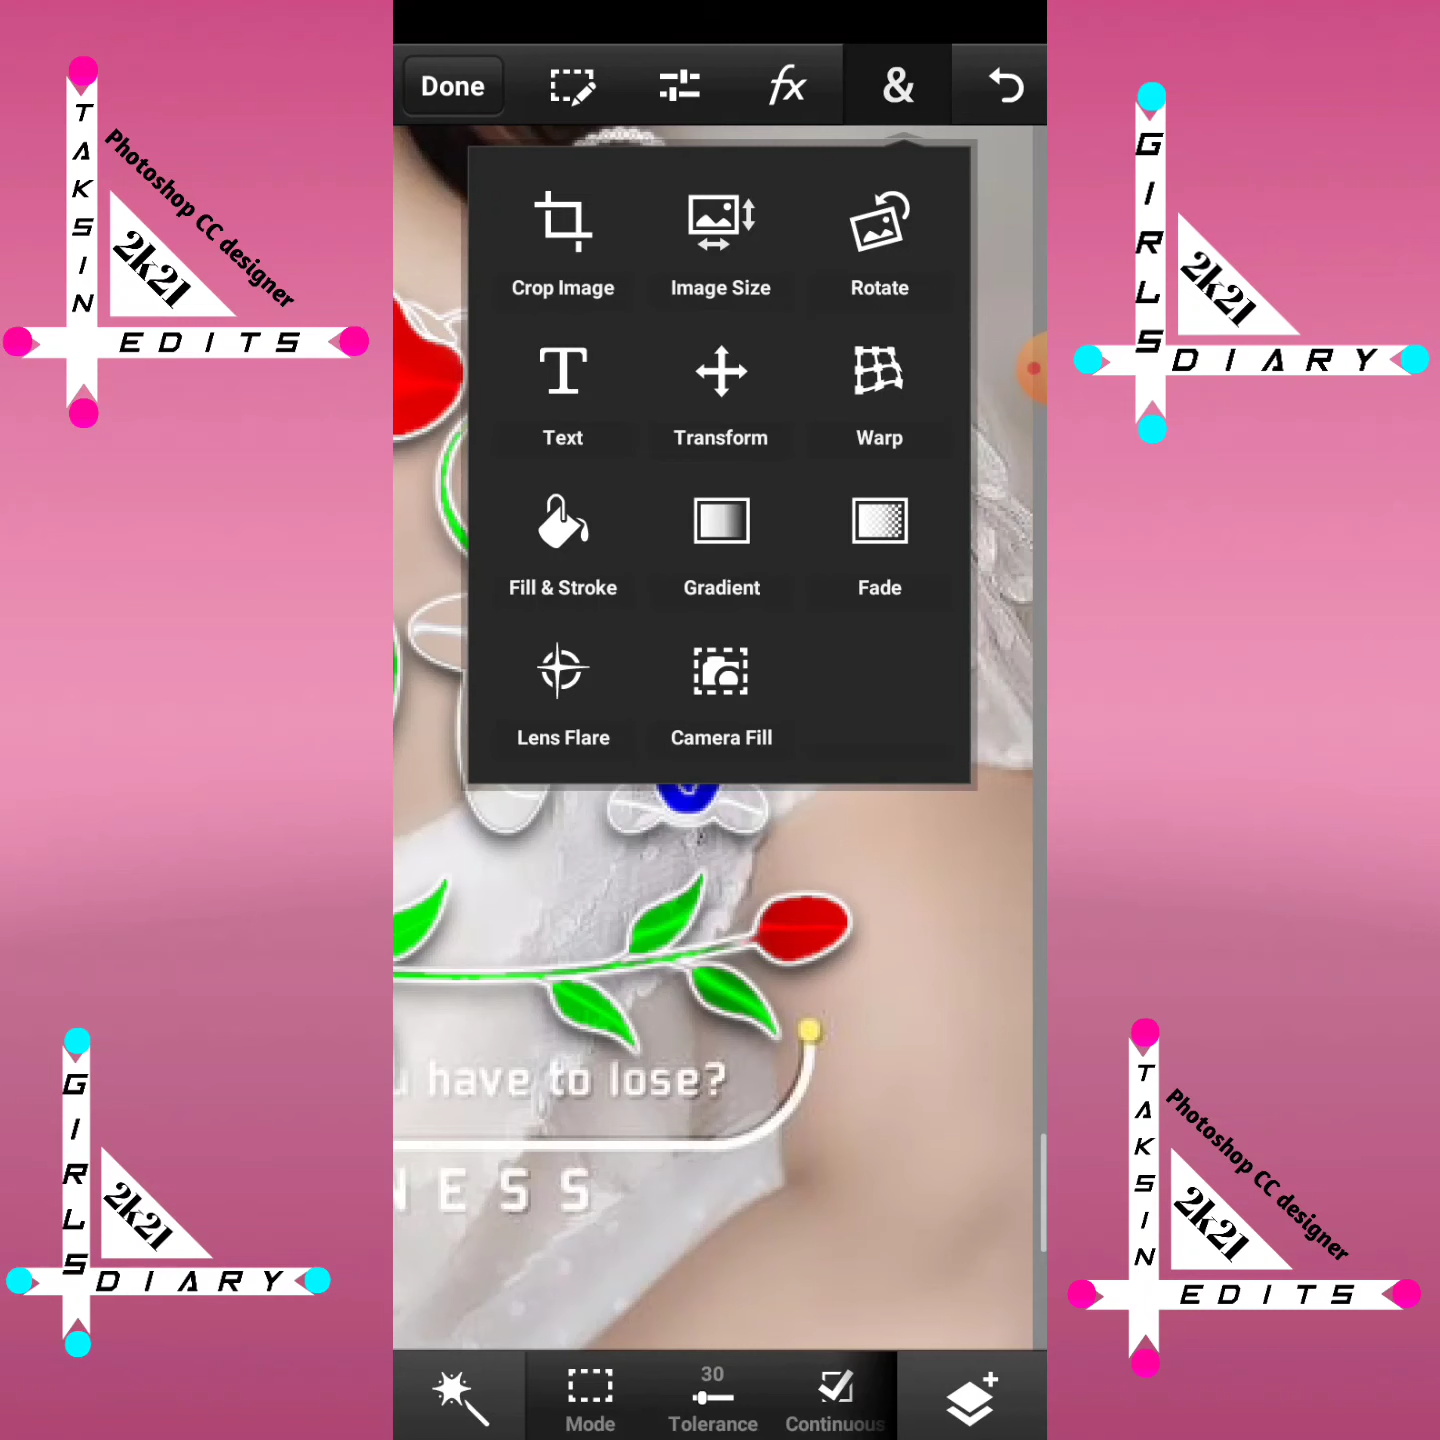 TAKSIN
EDITS
Photoshop CC designer
2k21
Done
fx
&
GIRLS
DIARY
2k21
Crop Image
Image Size
Rotate
Text
Transform
Warp
Fill & Stroke
Gradient
Fade
Lens Flare
Camera Fill
have to lose?
NESS
GIRLS
DIARY
2k21
TAKSIN
EDITS
Photoshop CC designer
2k21
30
Mode
Tolerance
Continuous